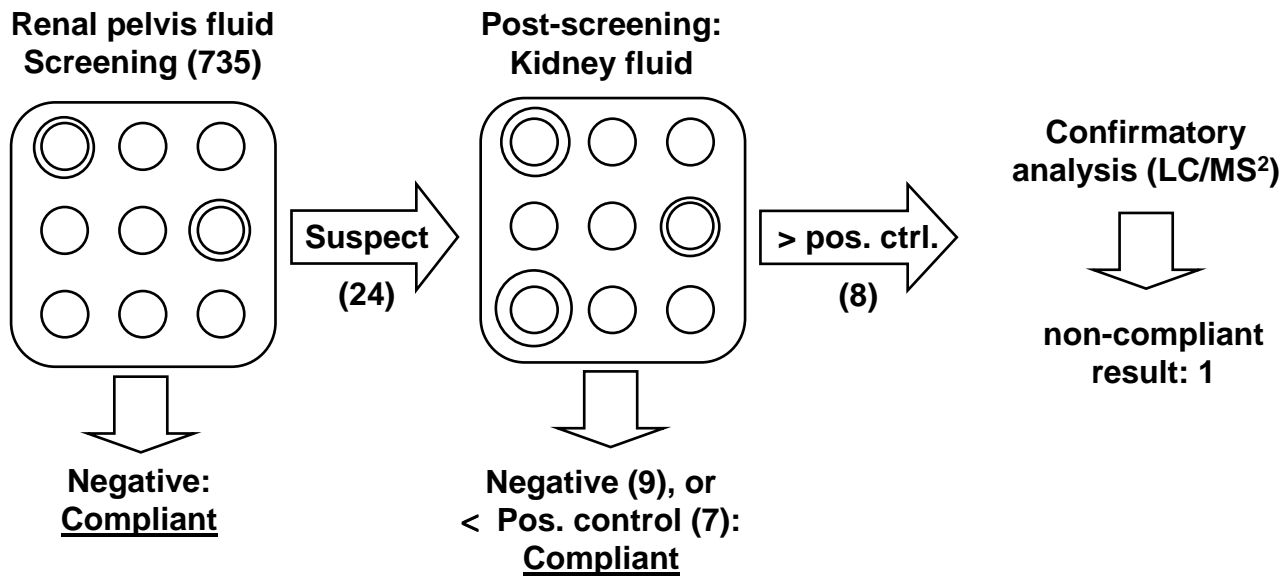 Renal pelvis fluid
Screening (735)
Negative:
Compliant
Suspect
(24)
Post-screening:
Kidney fluid
Negative (9), or
< Pos. control (7):
Compliant
> pos. ctrl.
(8)
Confirmatory
analysis (LC/MS²)
non-compliant
result: 1